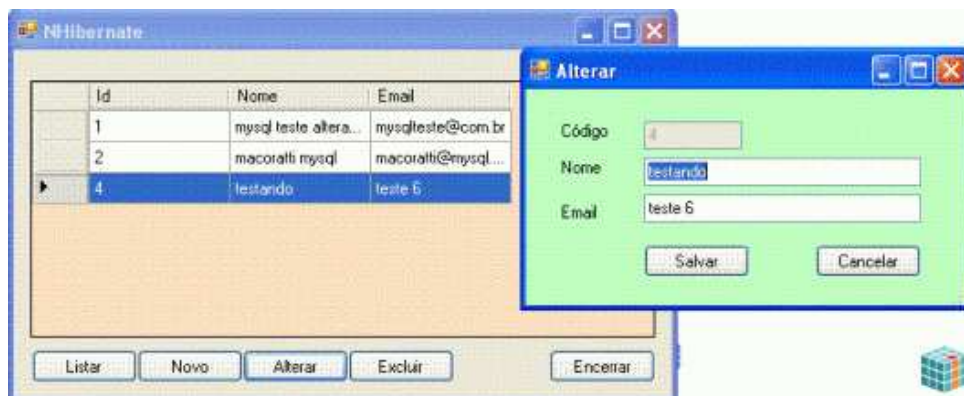 NHibernate
Id Nome Email
1 mysql teste altera... mysqlteste@com.br
2 macoratti mysql macoratti@mysql....
4 testando teste 6
Listar Novo Alterar Excluir Encerrar
Alterar
Código 4
Nome testando
Email teste 6
Salvar Cancelar